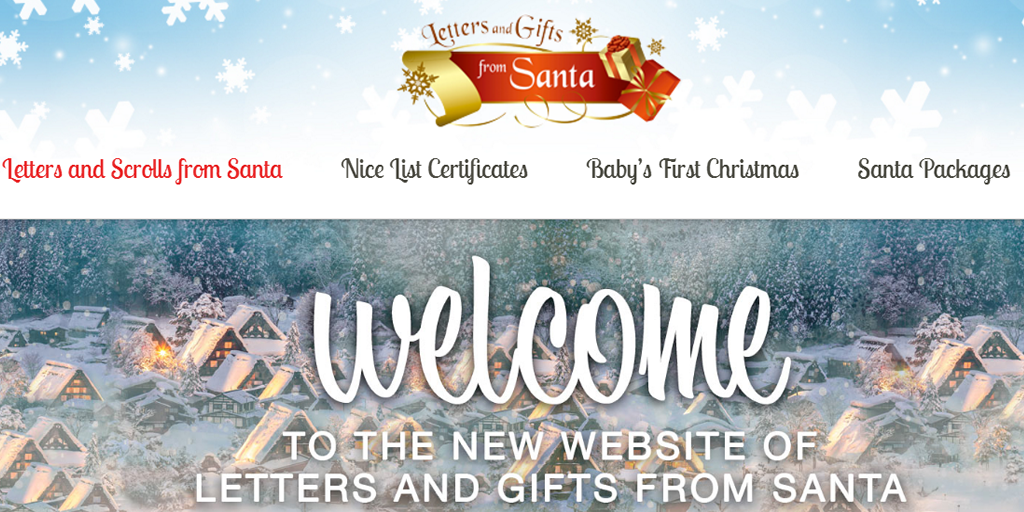 Letters and Gifts
from Santa
Letters and Scrolls from Santa
Nice List Certificates
Baby's First Christmas
Santa Packages
welcome
TO THE NEW WEBSITE OF
LETTERS AND GIFTS FROM SANTA